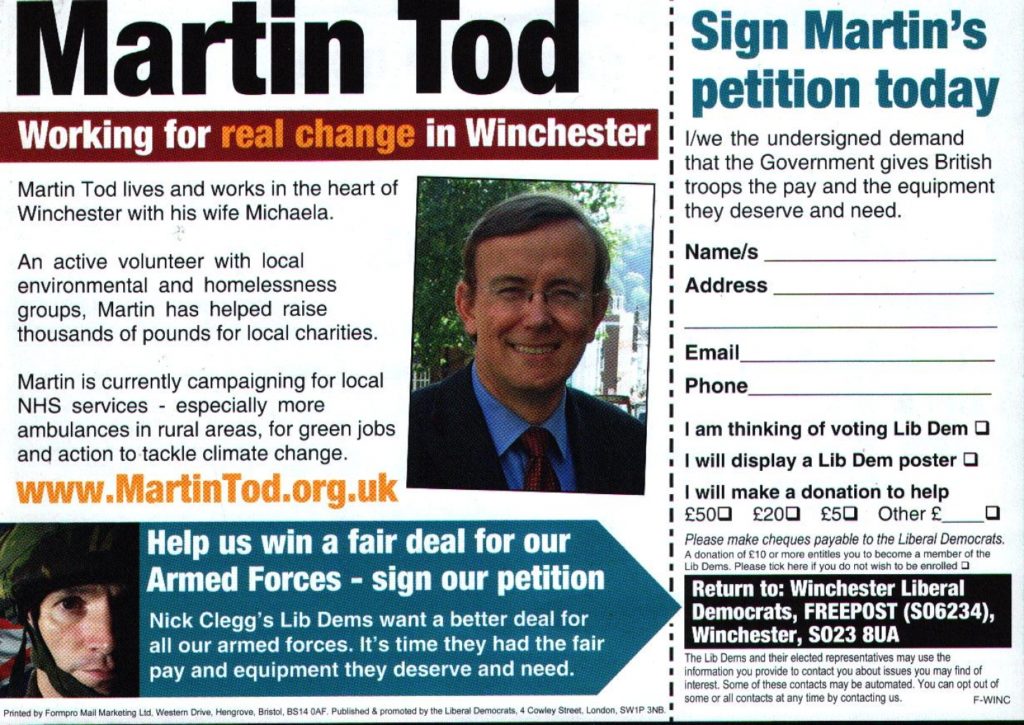 Martin Tod
Working for real change in Winchester
Martin Tod lives and works in the heart of
Winchester with his wife Michaela.
An active volunteer with local
environmental and homelessness
groups, Martin has helped raise
thousands of pounds for local charities.
Martin is currently campaigning for local
NHS services - especially more
ambulances in rural areas, for green jobs
and action to tackle climate change.
www.MartinTod.org.uk
Help us win a fair deal for our
Armed Forces - sign our petition
Nick Clegg's Lib Dems want a better deal for
all our armed forces. It's time they had the fair
pay and equipment they deserve and need.
Printed by Formpro Mail Marketing Ltd, Western Drive, Hengrove, Bristol, BS14 0AF. Published & promoted by the Liberal Democrats, 4 Cowley Street, London, SW1P 3NB.
Sign Martin's
petition today
I/we the undersigned demand
that the Government gives British
troops the pay and the equipment
they deserve and need.
Name/s
Address
Email
Phone
I am thinking of voting Lib Dem ❑
I will display a Lib Dem poster ❑
I will make a donation to help
£50❑ £20❑ £5❑ Other £____❑
Please make cheques payable to the Liberal Democrats.
A donation of £10 or more entitles you to become a member of the
Lib Dems. Please tick here if you do not wish to be enrolled ❑
Return to: Winchester Liberal
Democrats, FREEPOST (SO6234),
Winchester, SO23 8UA
The Lib Dems and their elected representatives may use the
information you provide to contact you about issues you may find of
interest. Some of these contacts may be automated. You can opt out of
some or all contacts at any time by contacting us. F-WINC